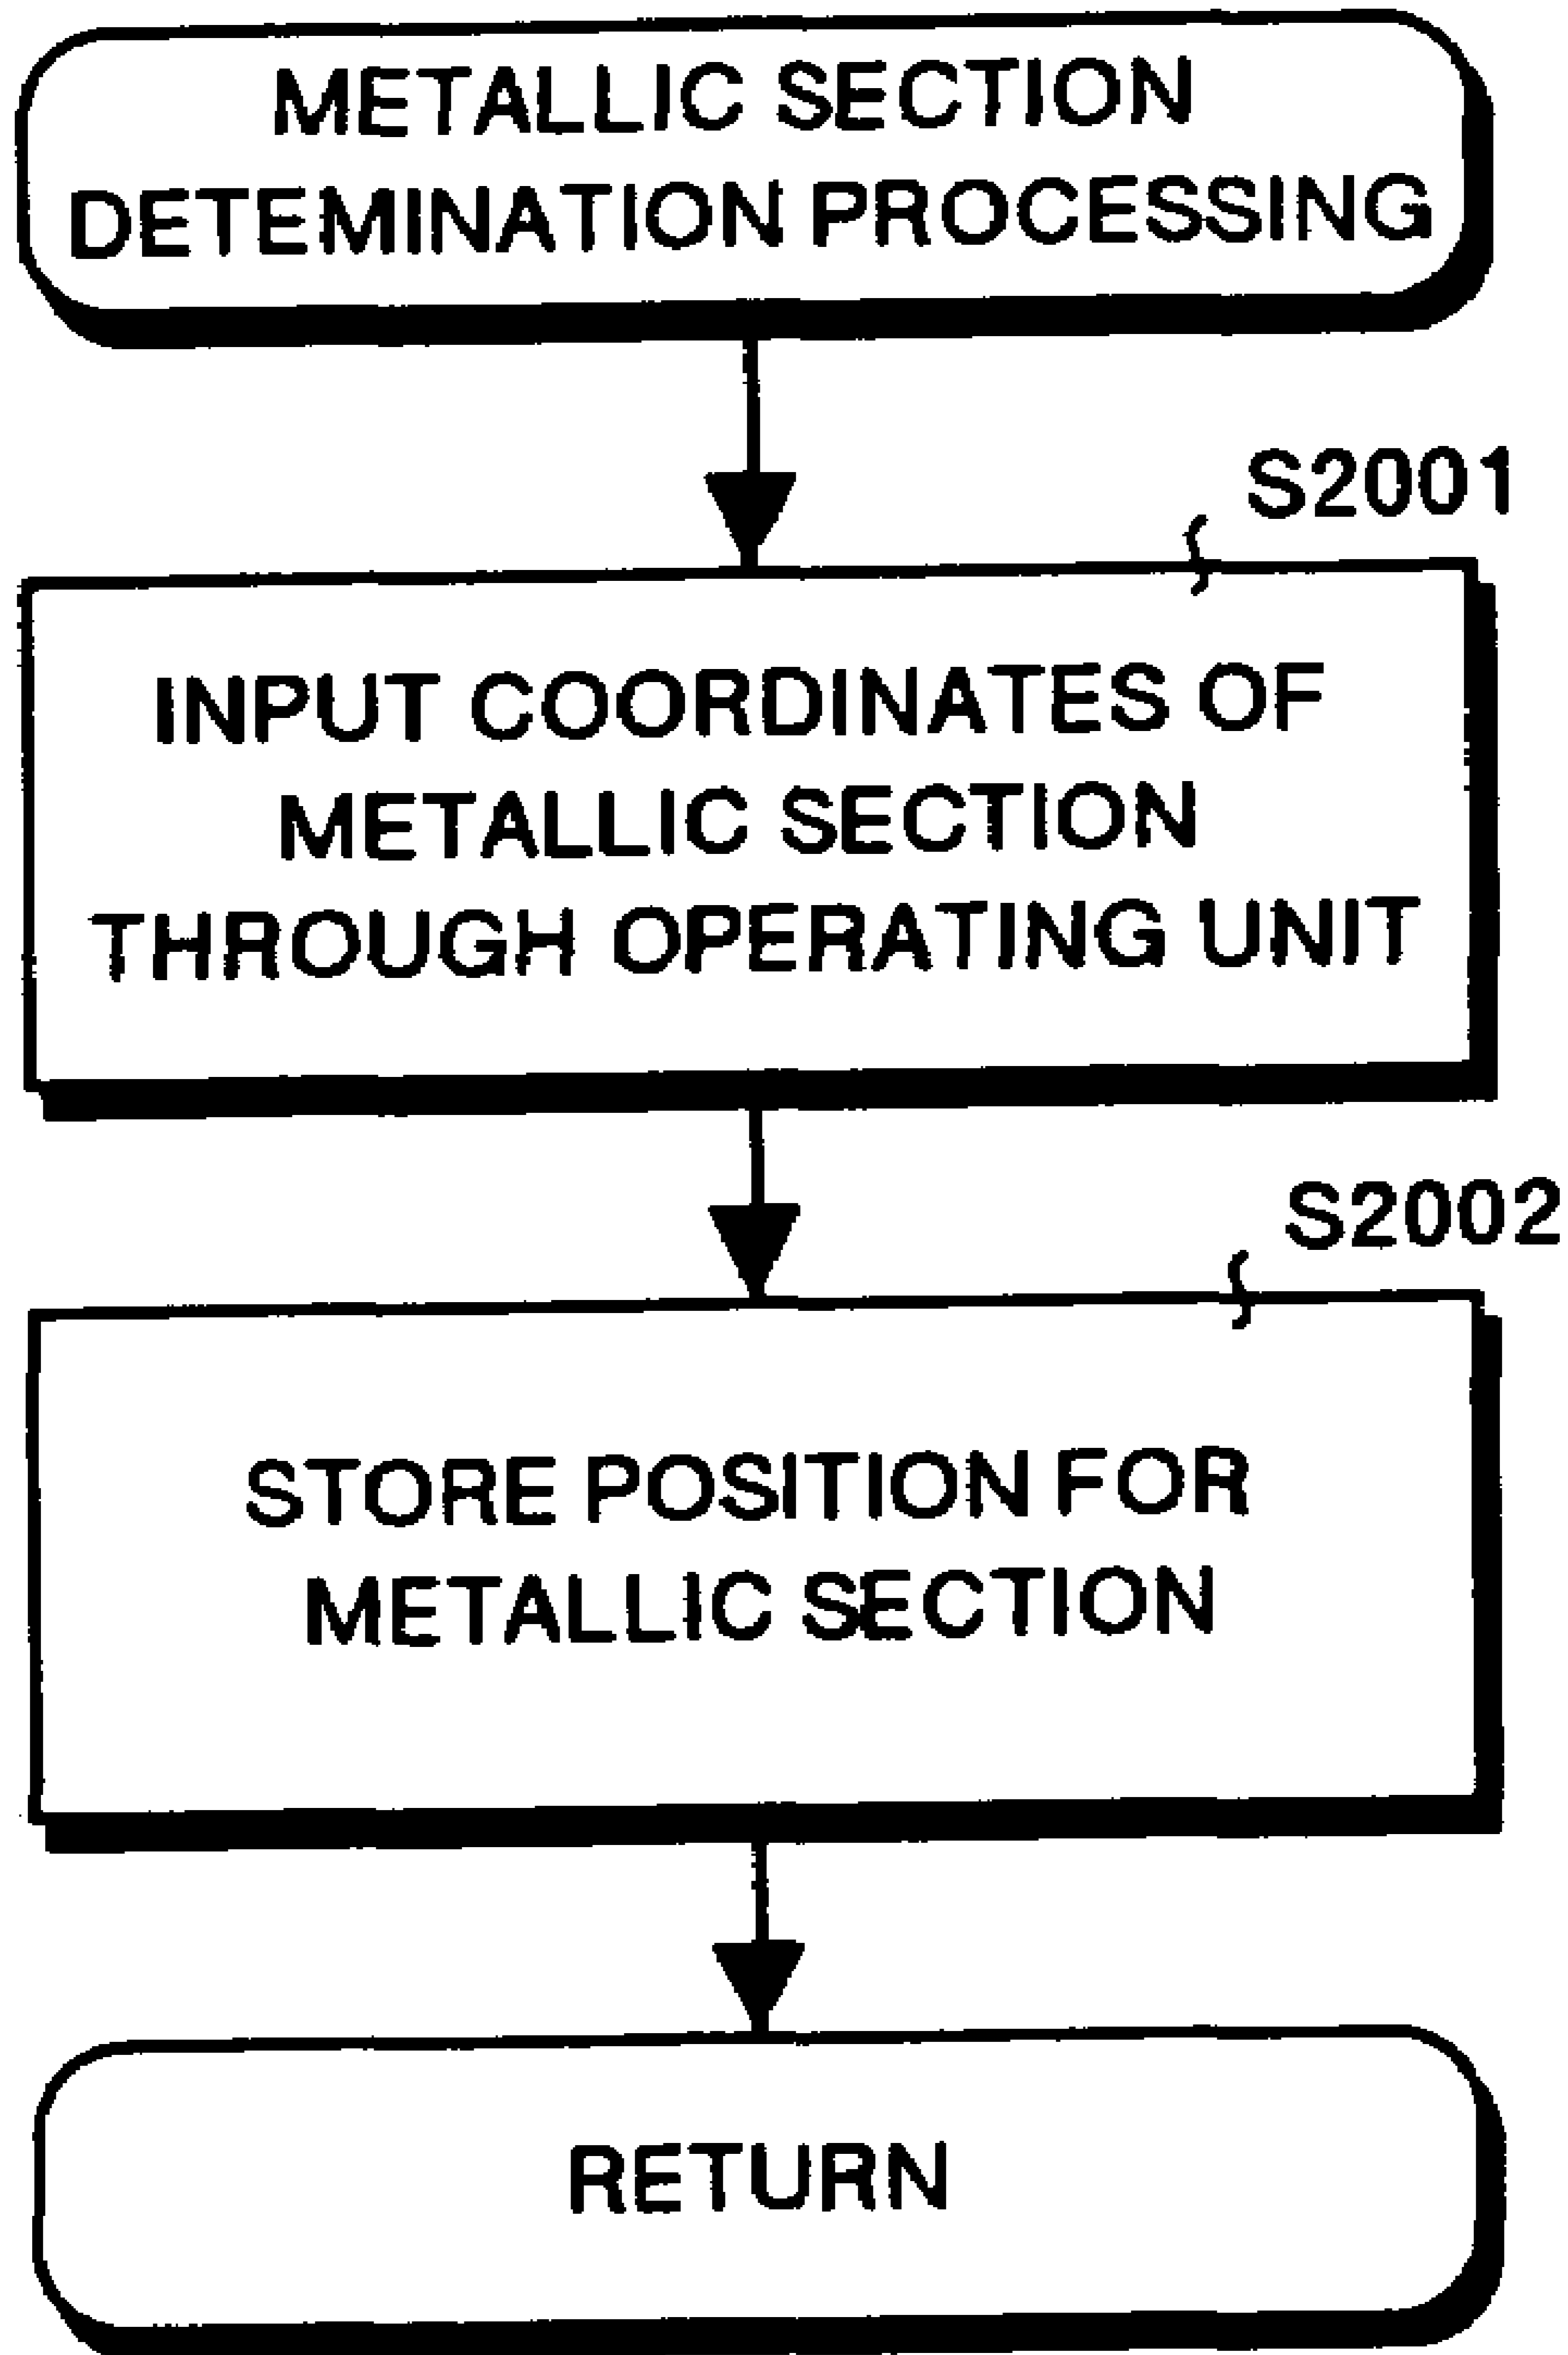 METALLIC SECTION
DETEMINATION PROCESSING
S2001
INPUT COORDINATES OF
METALLIC SECTION
THROUGH OPERATING UNIT
S2002
STORE POSITION FOR
METALLIC SECTION
RETURN